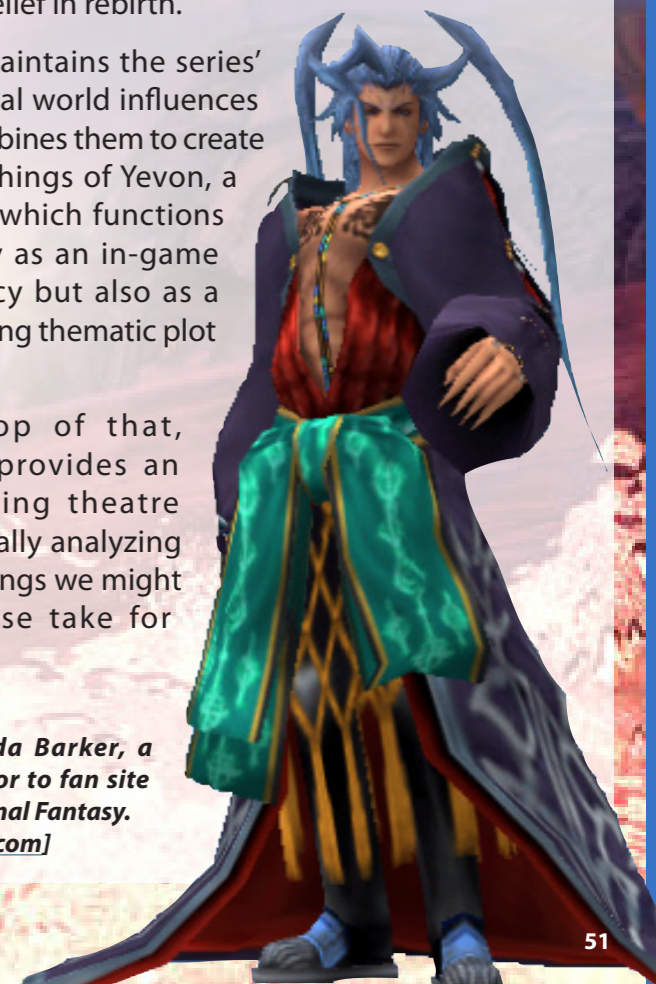 elief in rebirth.
aintains the series’
al world influences
bines them to create
hings of Yevon, a
which functions
y as an in-game
cy but also as a
ng thematic plot
op of that,
provides an
ing theatre
ally analyzing
ngs we might
se take for
da Barker, a
or to fan site
nal Fantasy.
com]
51